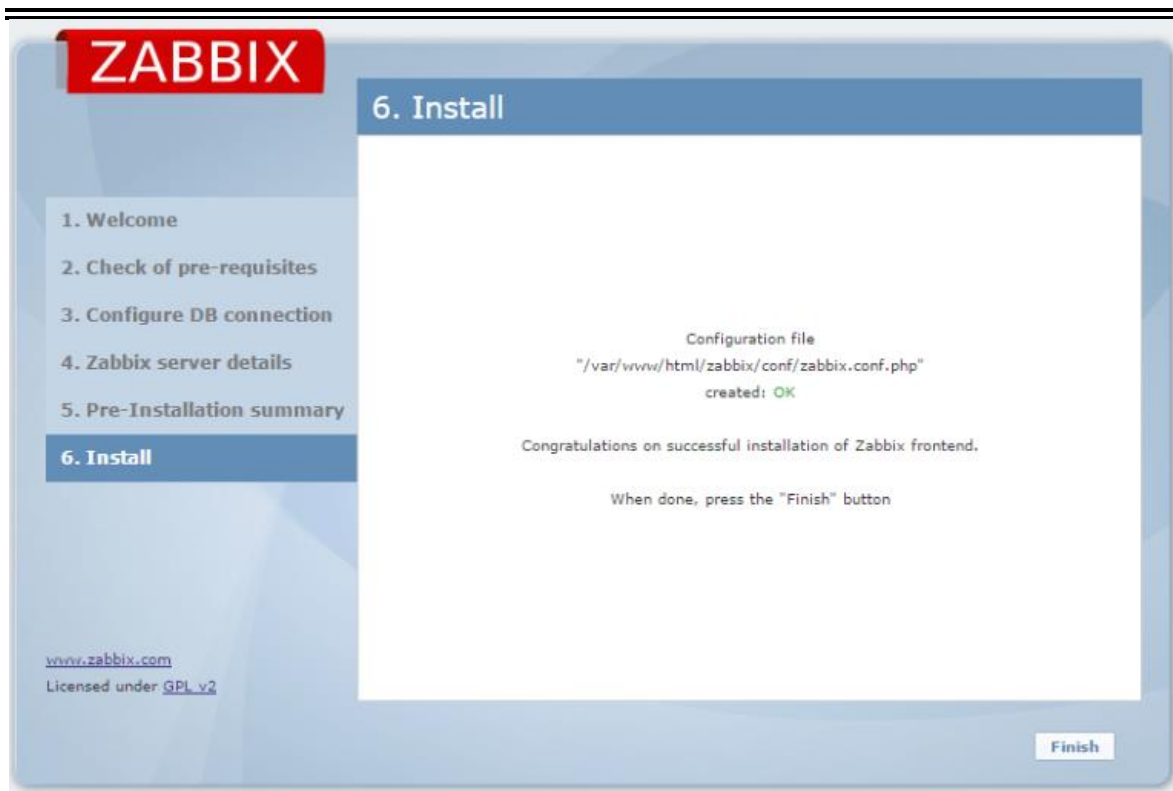 ZABBIX
6. Install
1. Welcome
2. Check of pre-requisites
3. Configure DB connection
4. Zabbix server details
5. Pre-Installation summary
6. Install
Configuration file
"/var/www/html/zabbix/conf/zabbix.conf.php"
created: OK
Congratulations on successful installation of Zabbix frontend.
When done, press the "Finish" button
www.zabbix.com
Licensed under GPL v2
Finish